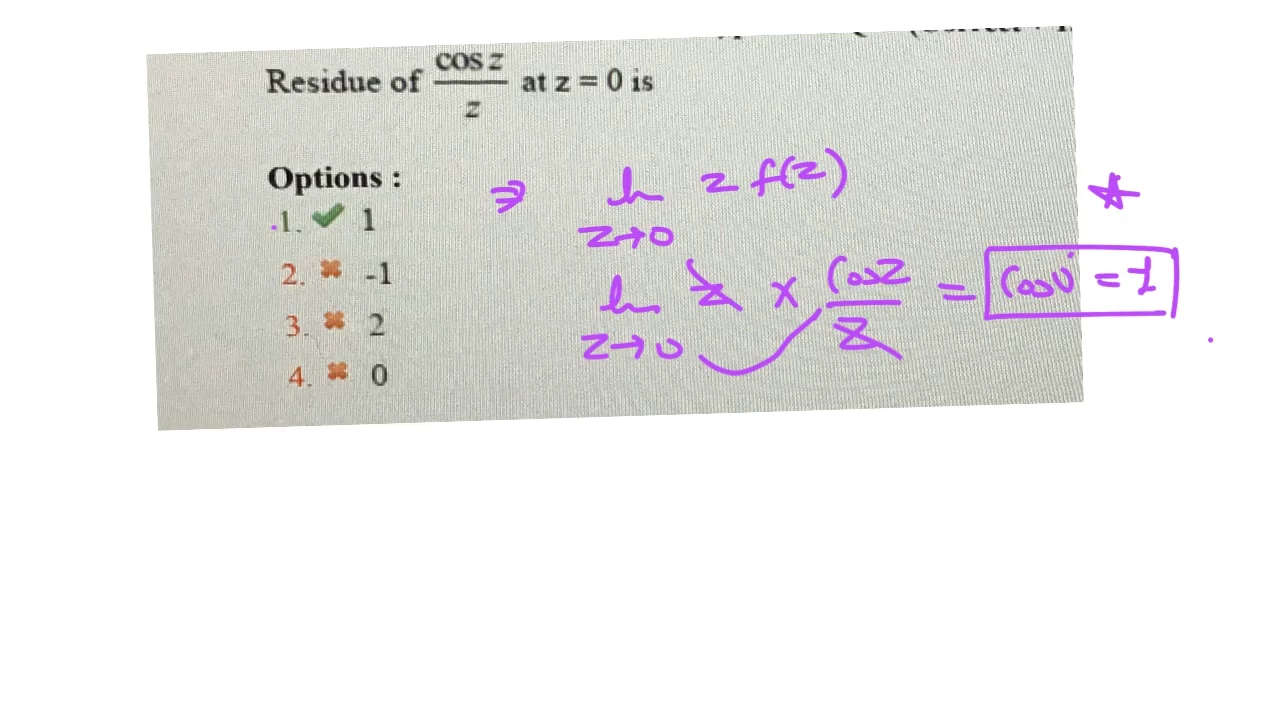 Residue of cos z / z at z = 0 is
Options :
1. ✔ 1
2. ✖ -1
3. ✖ 2
4. ✖ 0
⇒ lim z→0 z f(z)
lim z→0 z × cos z / z = cos 0 = 1